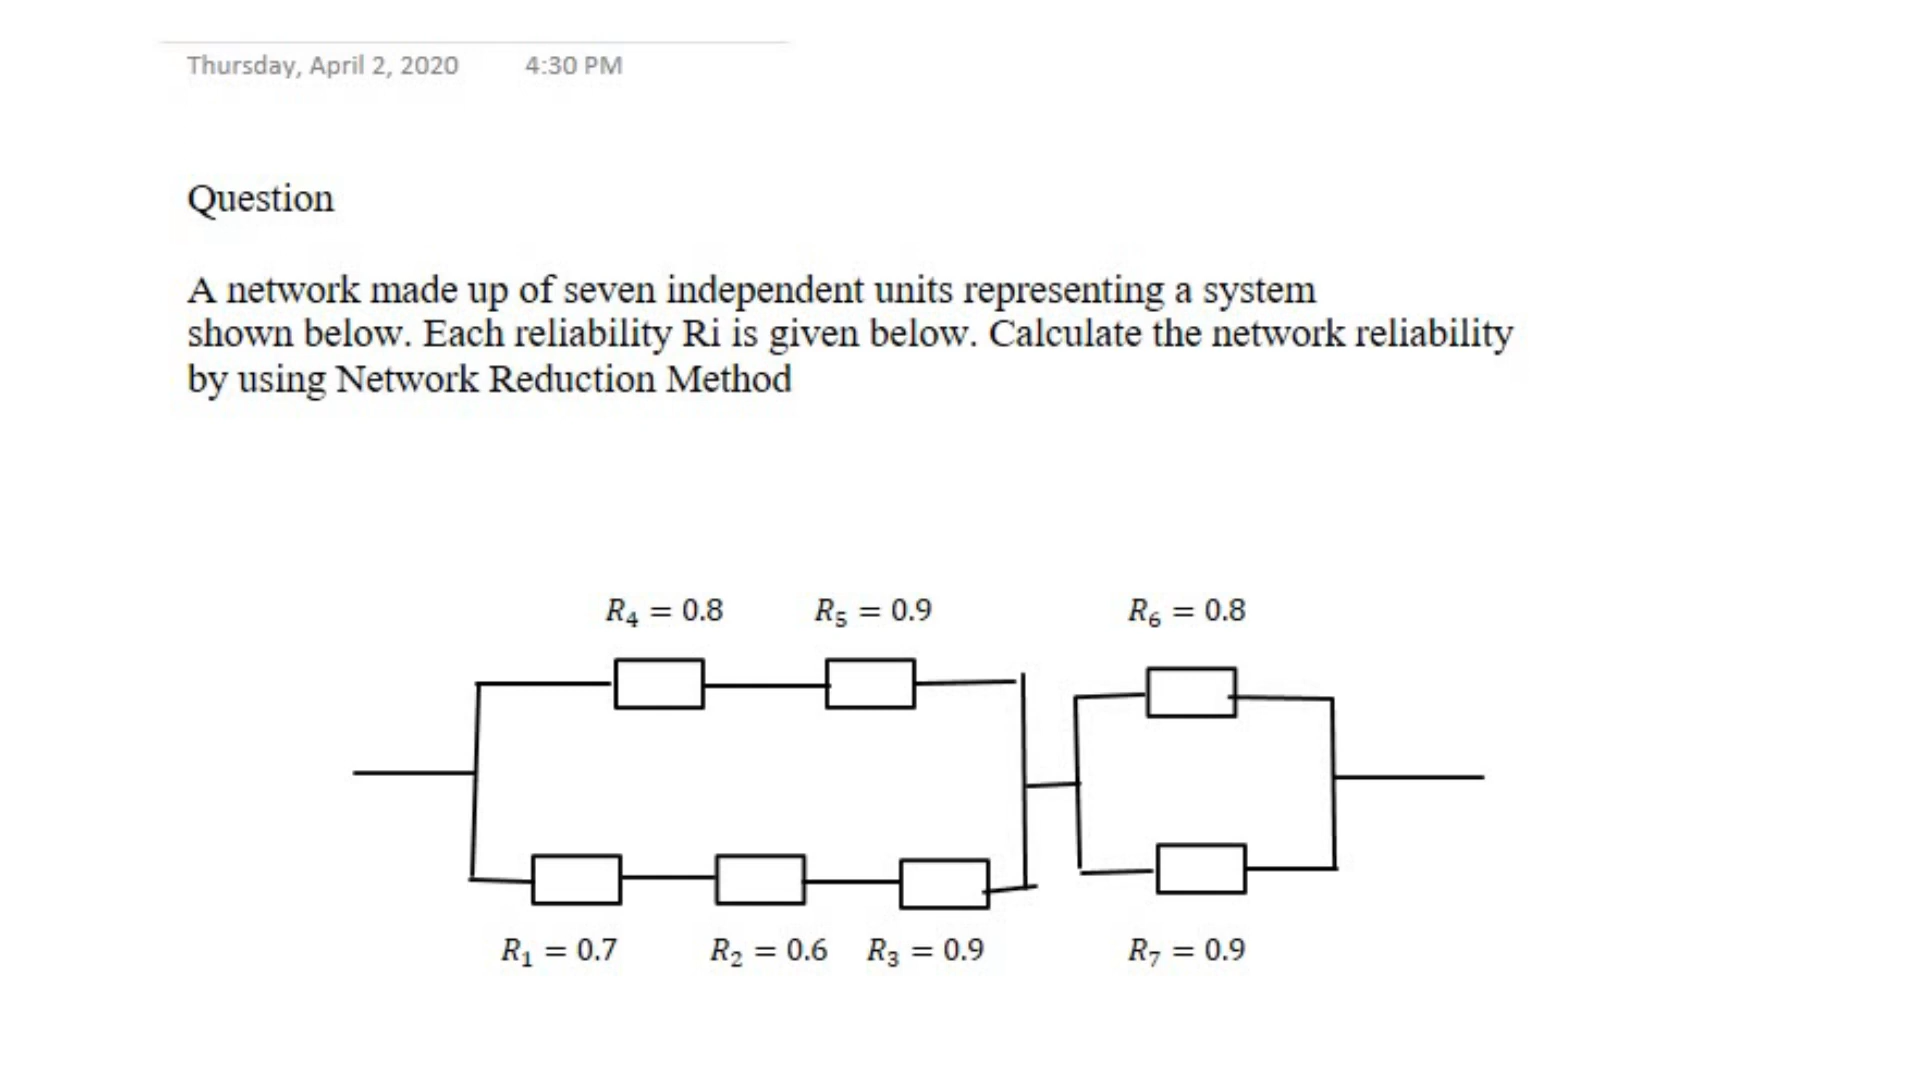 Thursday, April 2, 2020 4:30 PM
Question
A network made up of seven independent units representing a system
shown below. Each reliability Ri is given below. Calculate the network reliability
by using Network Reduction Method
R₄ = 0.8 R₅ = 0.9 R₆ = 0.8
R₁ = 0.7 R₂ = 0.6 R₃ = 0.9 R₇ = 0.9